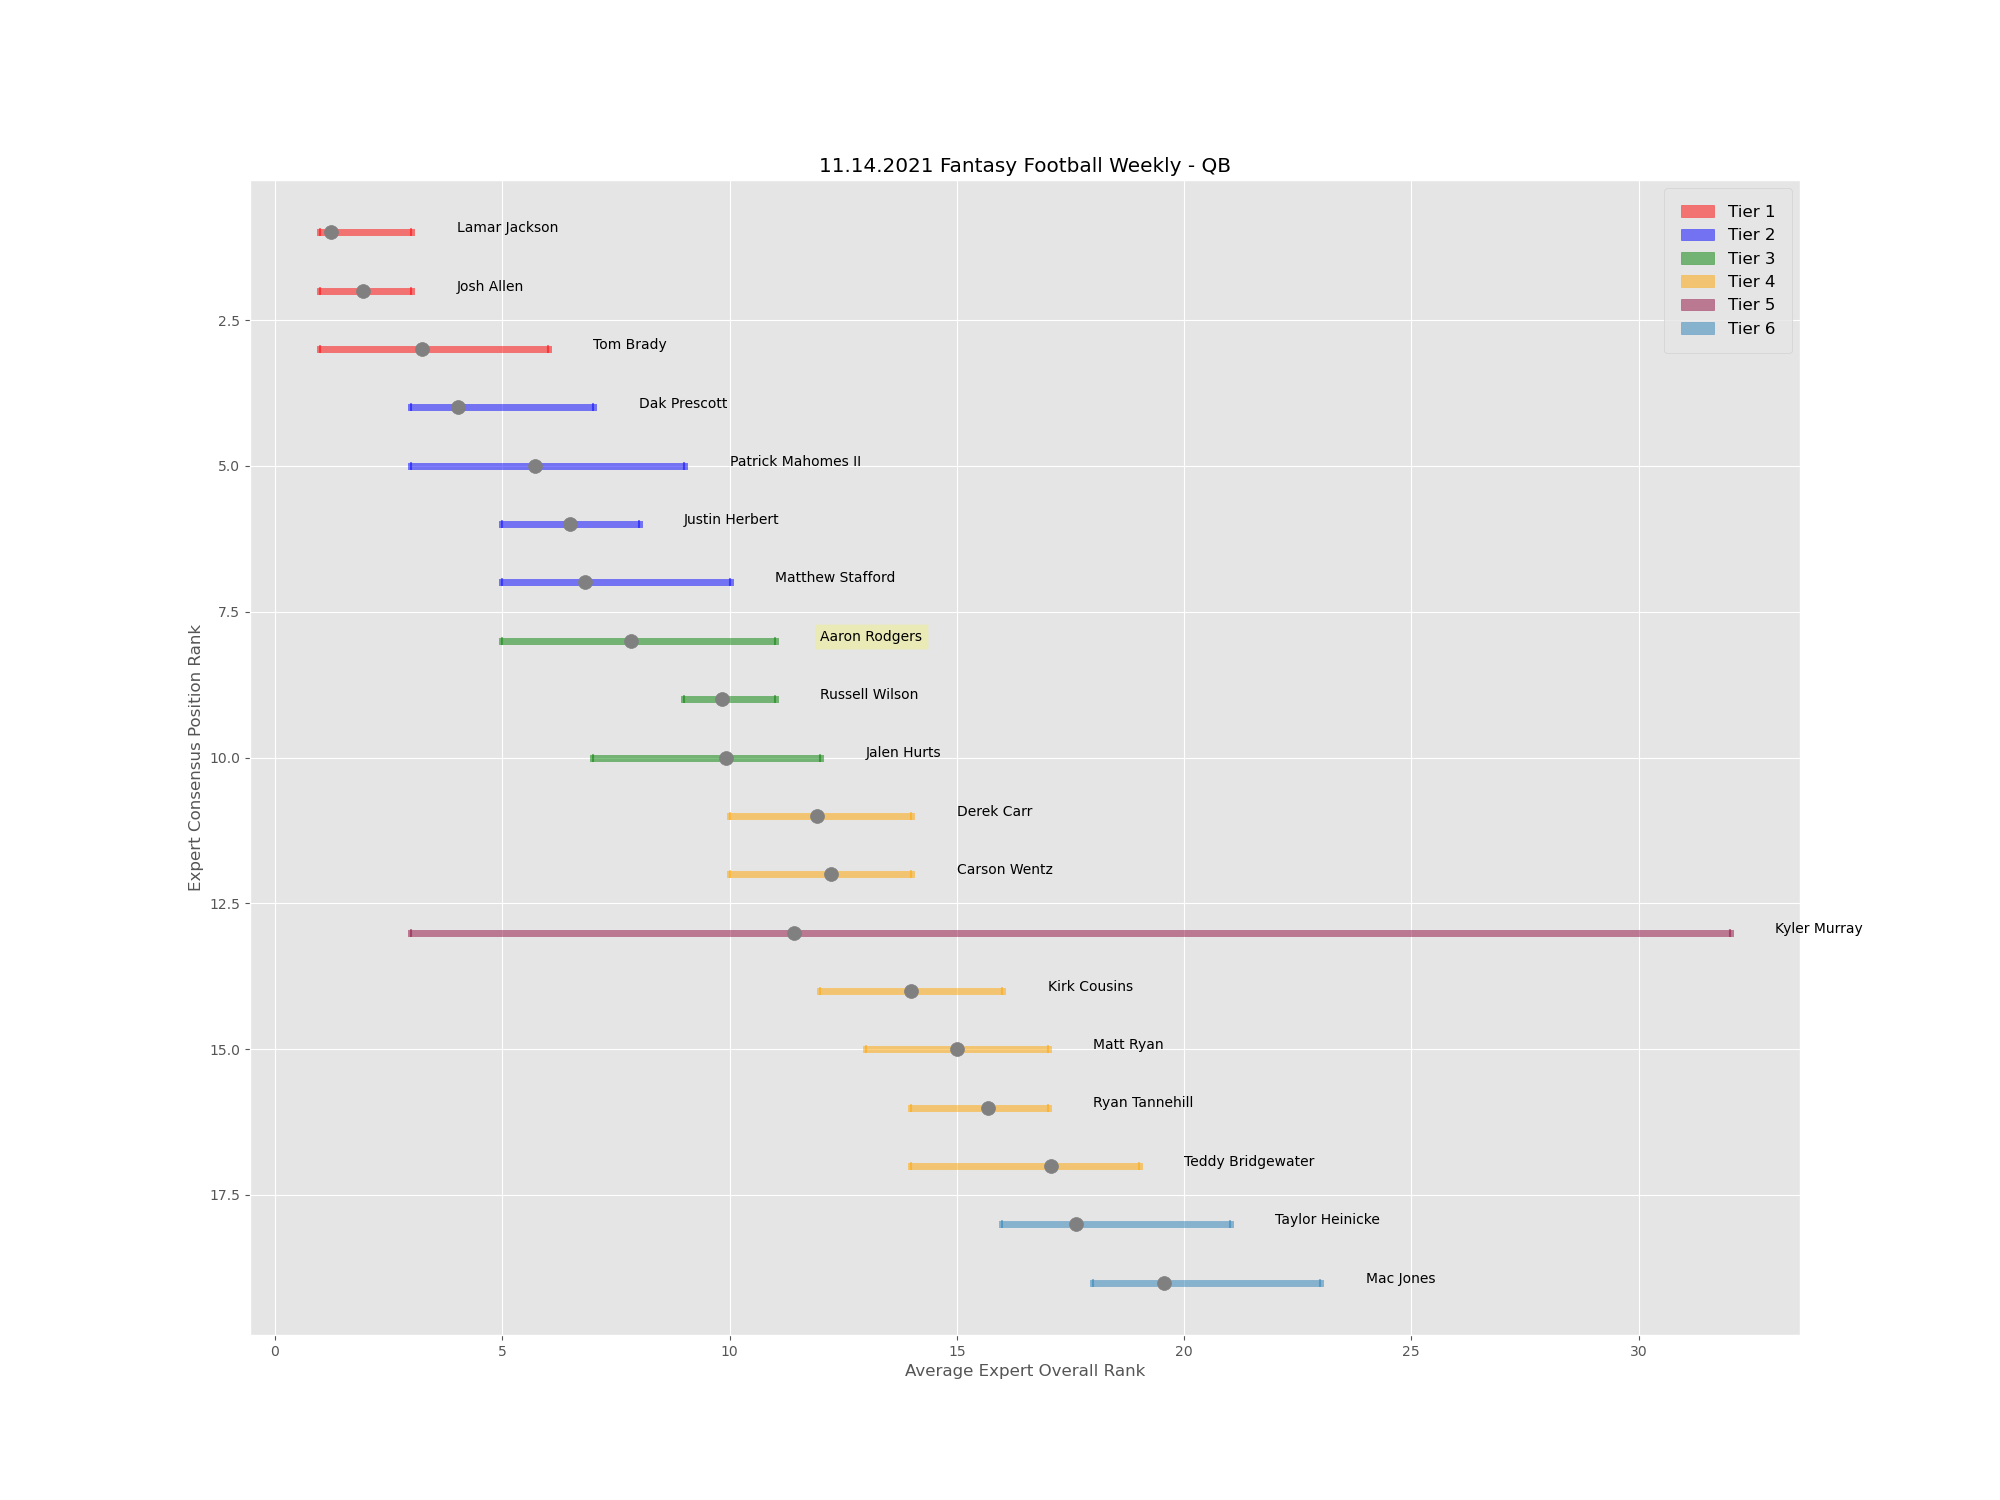 11.14.2021 Fantasy Football Weekly - QB
Tier 1
Tier 2
Tier 3
Tier 4
Tier 5
Tier 6
Lamar Jackson
Josh Allen
2.5
Tom Brady
Dak Prescott
5.0
Patrick Mahomes II
Justin Herbert
Matthew Stafford
7.5
Aaron Rodgers
Russell Wilson
10.0
Jalen Hurts
Derek Carr
Carson Wentz
12.5
Kyler Murray
Kirk Cousins
15.0
Matt Ryan
Ryan Tannehill
Teddy Bridgewater
17.5
Taylor Heinicke
Mac Jones
Expert Consensus Position Rank
0 5 10 15 20 25 30
Average Expert Overall Rank